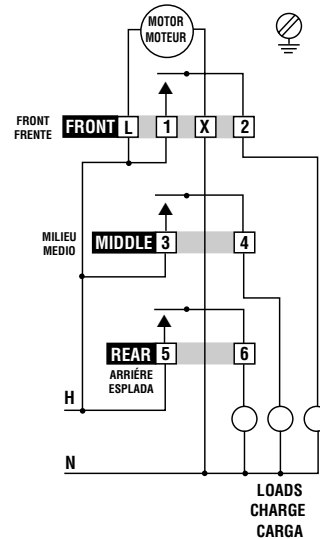 MOTOR
MOTEUR
FRONT
FRENTE
FRONT L 1 X 2
MILIEU
MEDIO
MIDDLE 3 4
REAR 5 6
ARRIÉRE
ESPLADA
H
N
LOADS
CHARGE
CARGA